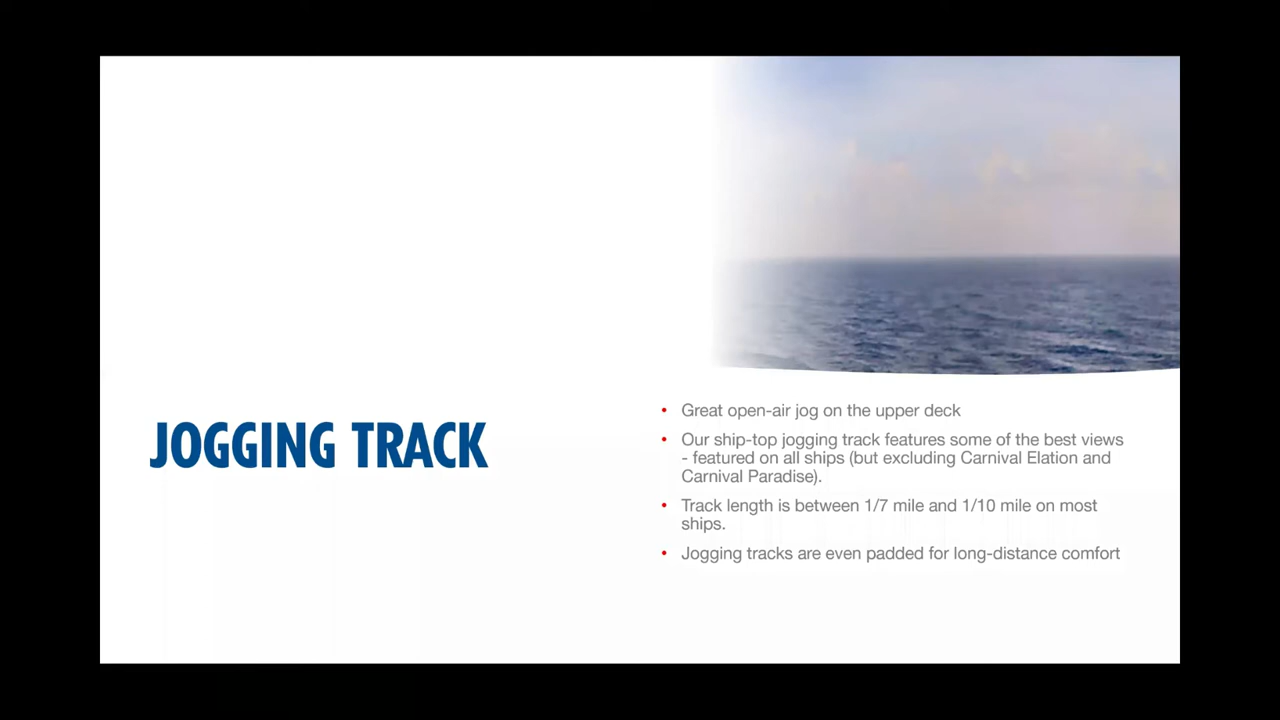 JOGGING TRACK
• Great open-air jog on the upper deck
• Our ship-top jogging track features some of the best views
- featured on all ships (but excluding Carnival Elation and
Carnival Paradise).
• Track length is between 1/7 mile and 1/10 mile on most
ships.
• Jogging tracks are even padded for long-distance comfort